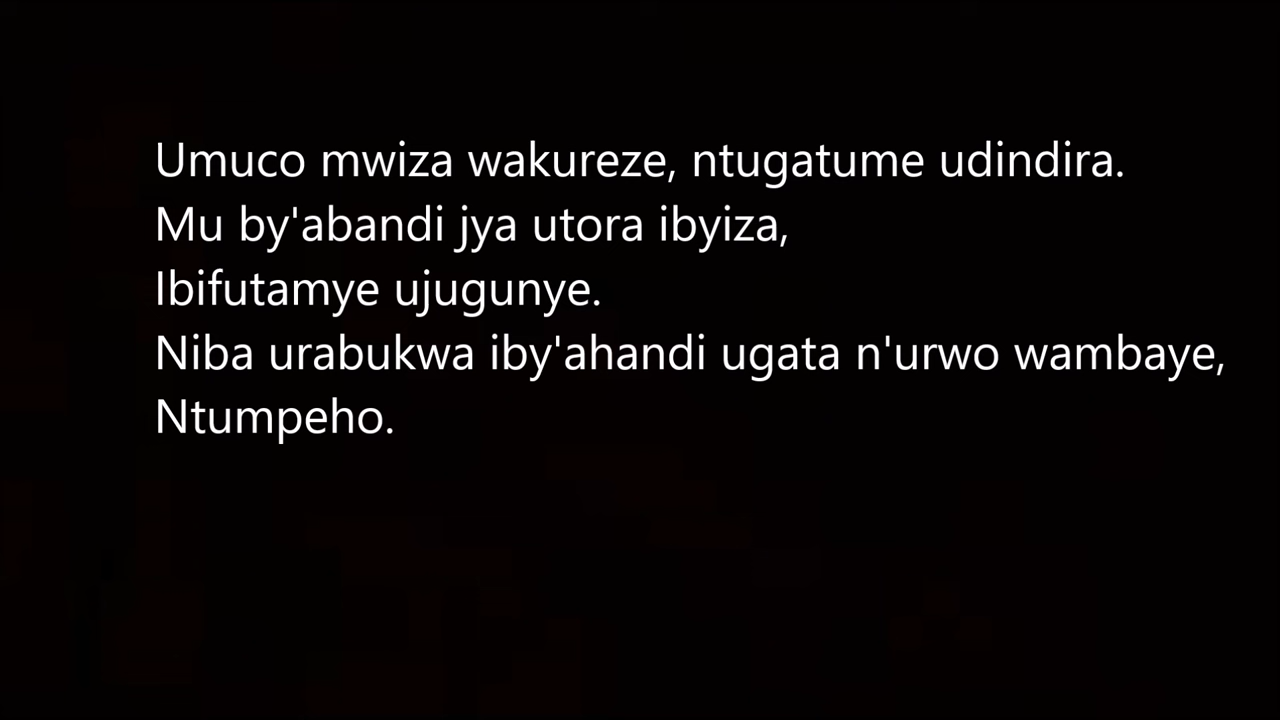 Umuco mwiza wakureze, ntugatume udindira.
Mu by'abandi jya utora ibyiza,
Ibifutamye ujugunye.
Niba urabukwa iby'ahandi ugata n'urwo wambaye,
Ntumpeho.